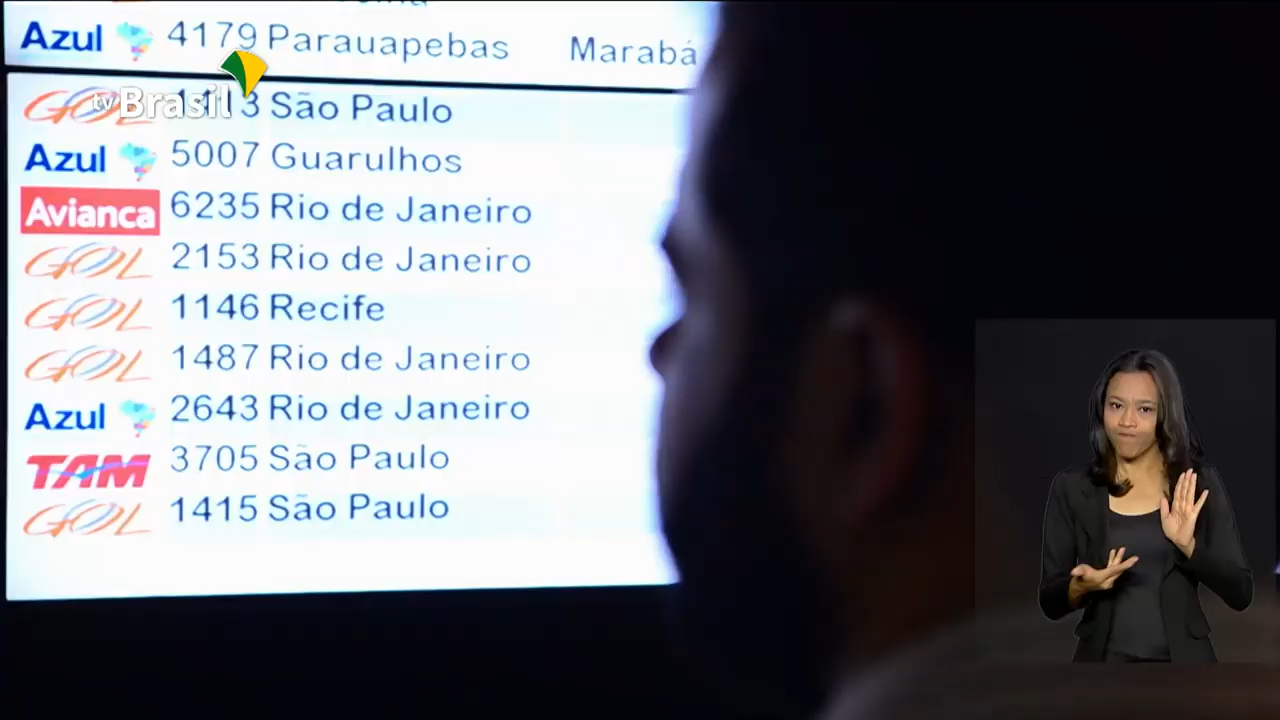 Azul 4179 Parauapebas Marabá
GOL São Paulo
tv Brasil
Azul 5007 Guarulhos
Avianca 6235 Rio de Janeiro
GOL 2153 Rio de Janeiro
GOL 1146 Recife
GOL 1487 Rio de Janeiro
Azul 2643 Rio de Janeiro
TAM 3705 São Paulo
GOL 1415 São Paulo